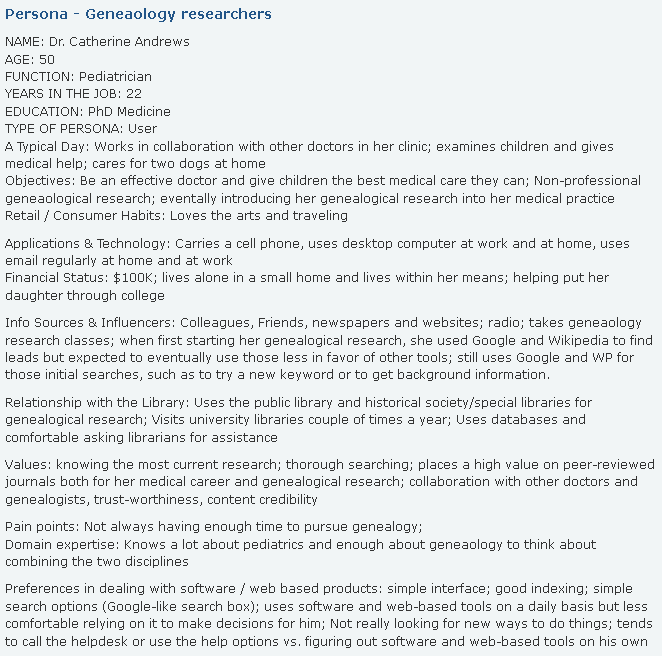 Persona - Geneaology researchers
NAME: Dr. Catherine Andrews
AGE: 50
FUNCTION: Pediatrician
YEARS IN THE JOB: 22
EDUCATION: PhD Medicine
TYPE OF PERSONA: User
A Typical Day: Works in collaboration with other doctors in her clinic; examines children and gives
medical help; cares for two dogs at home
Objectives: Be an effective doctor and give children the best medical care they can; Non-professional
geneaological research; eventally introducing her genealogical research into her medical practice
Retail / Consumer Habits: Loves the arts and traveling
Applications & Technology: Carries a cell phone, uses desktop computer at work and at home, uses
email regularly at home and at work
Financial Status: $100K; lives alone in a small home and lives within her means; helping put her
daughter through college
Info Sources & Influencers: Colleagues, Friends, newspapers and websites; radio; takes geneaology
research classes; when first starting her genealogical research, she used Google and Wikipedia to find
leads but expected to eventually use those less in favor of other tools; still uses Google and WP for
those initial searches, such as to try a new keyword or to get background information.
Relationship with the Library: Uses the public library and historical society/special libraries for
genealogical research; Visits university libraries couple of times a year; Uses databases and
comfortable asking librarians for assistance
Values: knowing the most current research; thorough searching; places a high value on peer-reviewed
journals both for her medical career and genealogical research; collaboration with other doctors and
genealogists, trust-worthiness, content credibility
Pain points: Not always having enough time to pursue genealogy;
Domain expertise: Knows a lot about pediatrics and enough about geneaology to think about
combining the two disciplines
Preferences in dealing with software / web based products: simple interface; good indexing; simple
search options (Google-like search box); uses software and web-based tools on a daily basis but less
comfortable relying on it to make decisions for him; Not really looking for new ways to do things; tends
to call the helpdesk or use the help options vs. figuring out software and web-based tools on his own